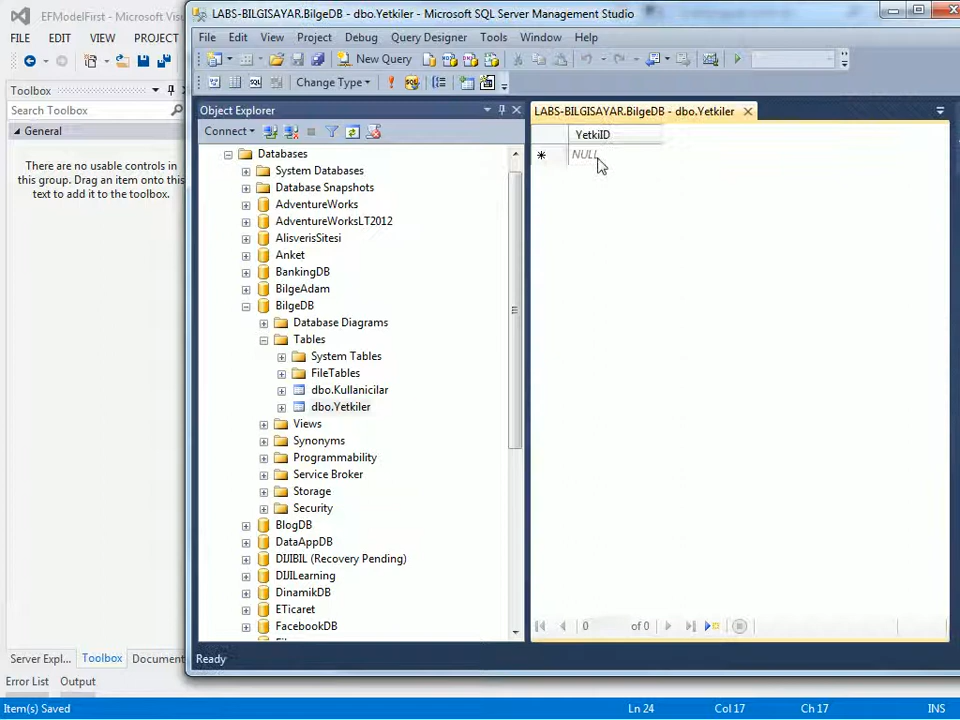 EFModelFirst - Microsoft Visu
LABS-BILGISAYAR.BilgeDB - dbo.Yetkiler - Microsoft SQL Server Management Studio
FILE EDIT VIEW PROJECT
File Edit View Project Debug Query Designer Tools Window Help
New Query
Change Type
Toolbox
Search Toolbox
General
There are no usable controls in
this group. Drag an item onto this
text to add it to the toolbox.
Object Explorer
Connect
Databases
System Databases
Database Snapshots
AdventureWorks
AdventureWorksLT2012
AlisverisSitesi
Anket
BankingDB
BilgeAdam
BilgeDB
Database Diagrams
Tables
System Tables
FileTables
dbo.Kullanicilar
dbo.Yetkiler
Views
Synonyms
Programmability
Service Broker
Storage
Security
BlogDB
DataAppDB
DIJIBIL (Recovery Pending)
DIJILearning
DinamikDB
ETicaret
FacebookDB
LABS-BILGISAYAR.BilgeDB - dbo.Yetkiler
YetkiID
NULL
0 of 0
Ready
Server Expl... Toolbox Document
Error List Output
Item(s) Saved Ln 24 Col 17 Ch 17 INS